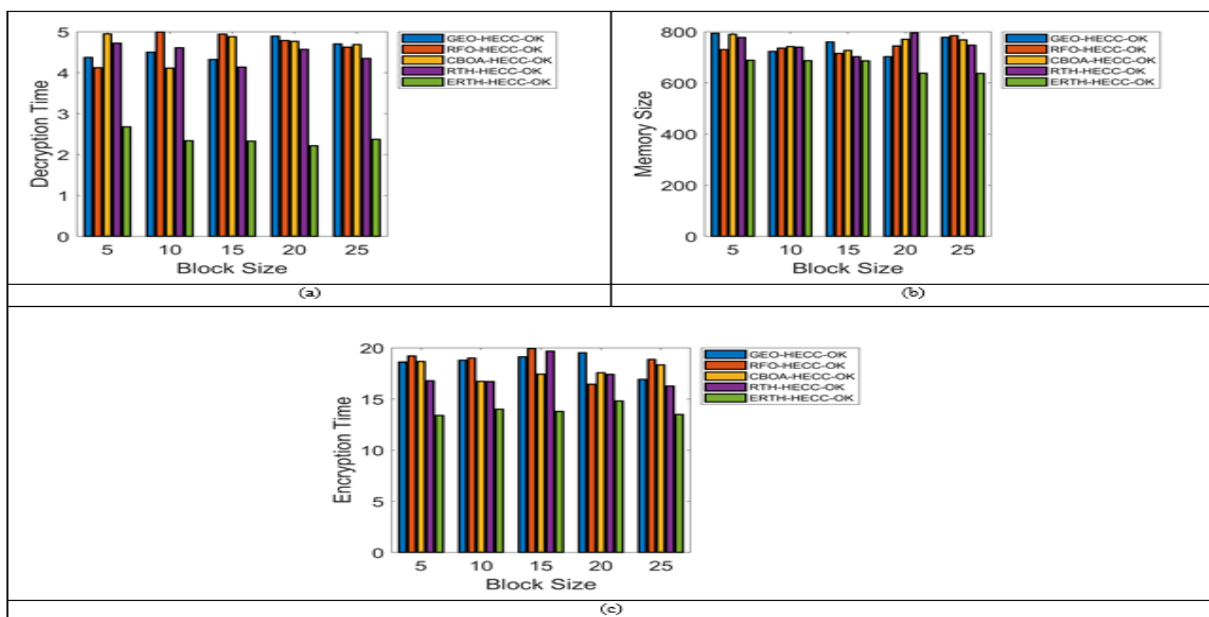 Decryption Time
5
4
3
2
1
0
5 10 15 20 25
Block Size
GEO-HECC-OK
RFO-HECC-OK
CBOA-HECC-OK
RTH-HECC-OK
ERTH-HECC-OK
(a)
Memory Size
800
600
400
200
0
5 10 15 20 25
Block Size
GEO-HECC-OK
RFO-HECC-OK
CBOA-HECC-OK
RTH-HECC-OK
ERTH-HECC-OK
(b)
Encryption Time
20
15
10
5
0
5 10 15 20 25
Block Size
GEO-HECC-OK
RFO-HECC-OK
CBOA-HECC-OK
RTH-HECC-OK
ERTH-HECC-OK
(c)